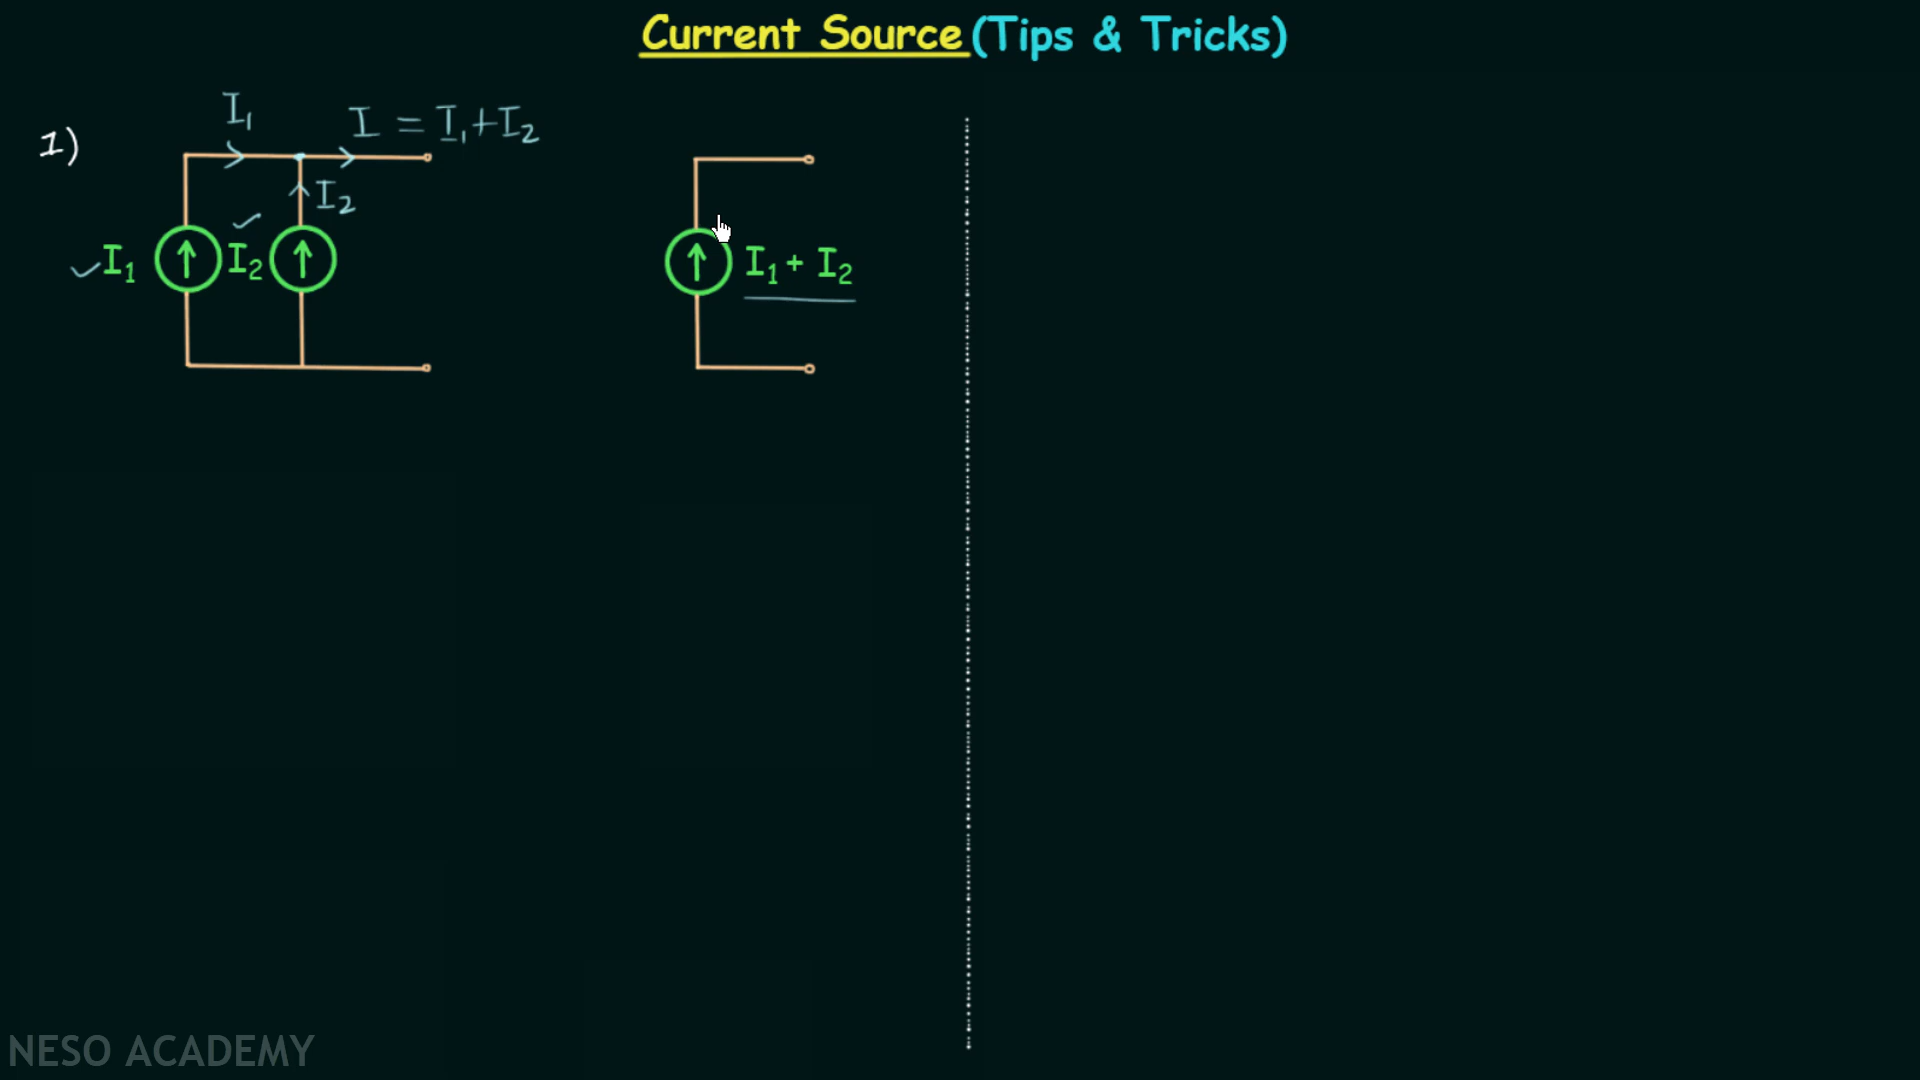 Current Source (Tips & Tricks)
1)
I₁
I = I₁+I₂
I₂
I₁
I₂
I₁ + I₂
NESO ACADEMY